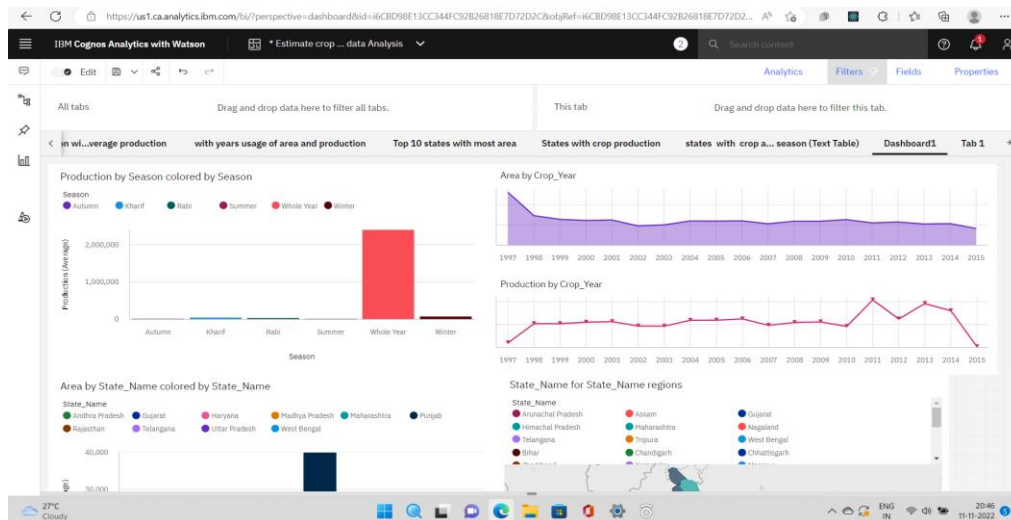 https://us1.ca.analytics.ibm.com/bi/?perspective=dashboard&id=i6CBD98E13CC344FC92B26818E7D72D2C&objRef=i6CBD98E13CC344FC92B26818E7D72D2...
IBM Cognos Analytics with Watson
* Estimate crop ... data Analysis
2
Search content
Edit
Analytics Filters Fields Properties
All tabs
Drag and drop data here to filter all tabs.
This tab
Drag and drop data here to filter this tab.
on wi...verage production with years usage of area and production Top 10 states with most area States with crop production states with crop a... season (Text Table) Dashboard1 Tab 1
Production by Season colored by Season
Season
Autumn Kharif Rabi Summer Whole Year Winter
Production (Average)
2,000,000
1,000,000
0
Autumn Kharif Rabi Summer Whole Year Winter
Season
Area by Crop_Year
1997 1998 1999 2000 2001 2002 2003 2004 2005 2006 2007 2008 2009 2010 2011 2012 2013 2014 2015
Production by Crop_Year
1997 1998 1999 2000 2001 2002 2003 2004 2005 2006 2007 2008 2009 2010 2011 2012 2013 2014 2015
Area by State_Name colored by State_Name
State_Name
Andhra Pradesh Gujarat Haryana Madhya Pradesh Maharashtra Punjab
Rajasthan Telangana Uttar Pradesh West Bengal
40,000
30,000
State_Name for State_Name regions
State_Name
Arunachal Pradesh Assam Gujarat
Himachal Pradesh Maharashtra Nagaland
Telangana Tripura West Bengal
Bihar Chandigarh Chhattisgarh
27°C
Cloudy
ENG
IN
20:46
11-11-2022